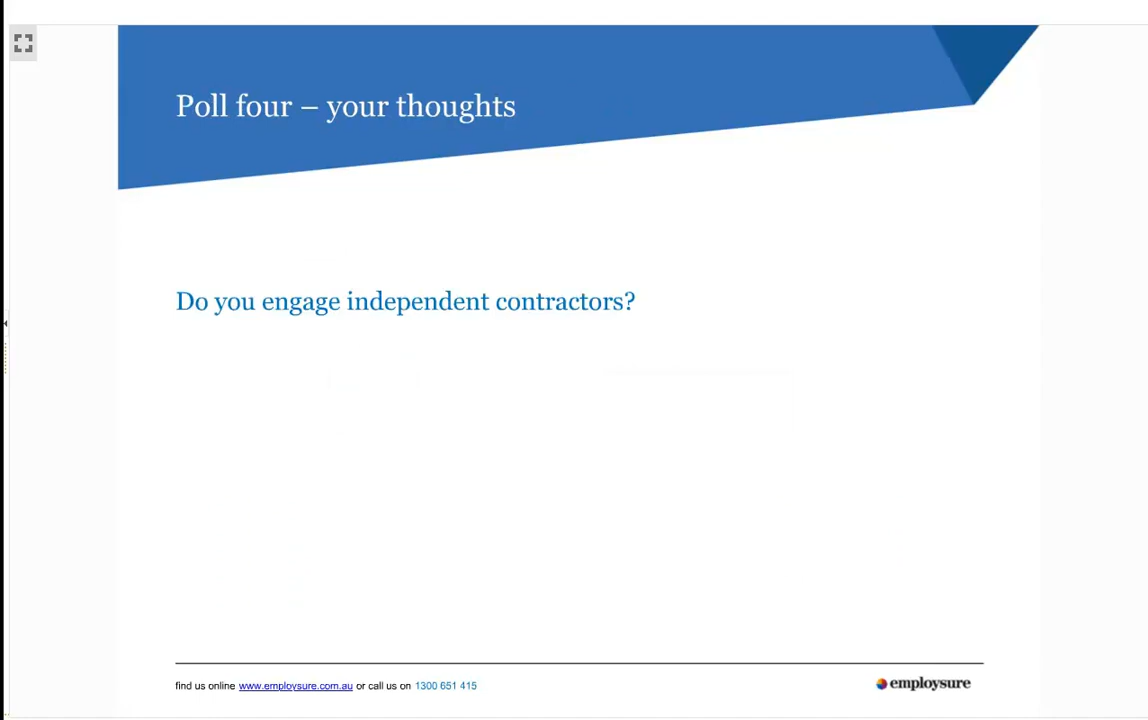 Poll four – your thoughts
Do you engage independent contractors?
find us online www.employsure.com.au or call us on 1300 651 415
employsure